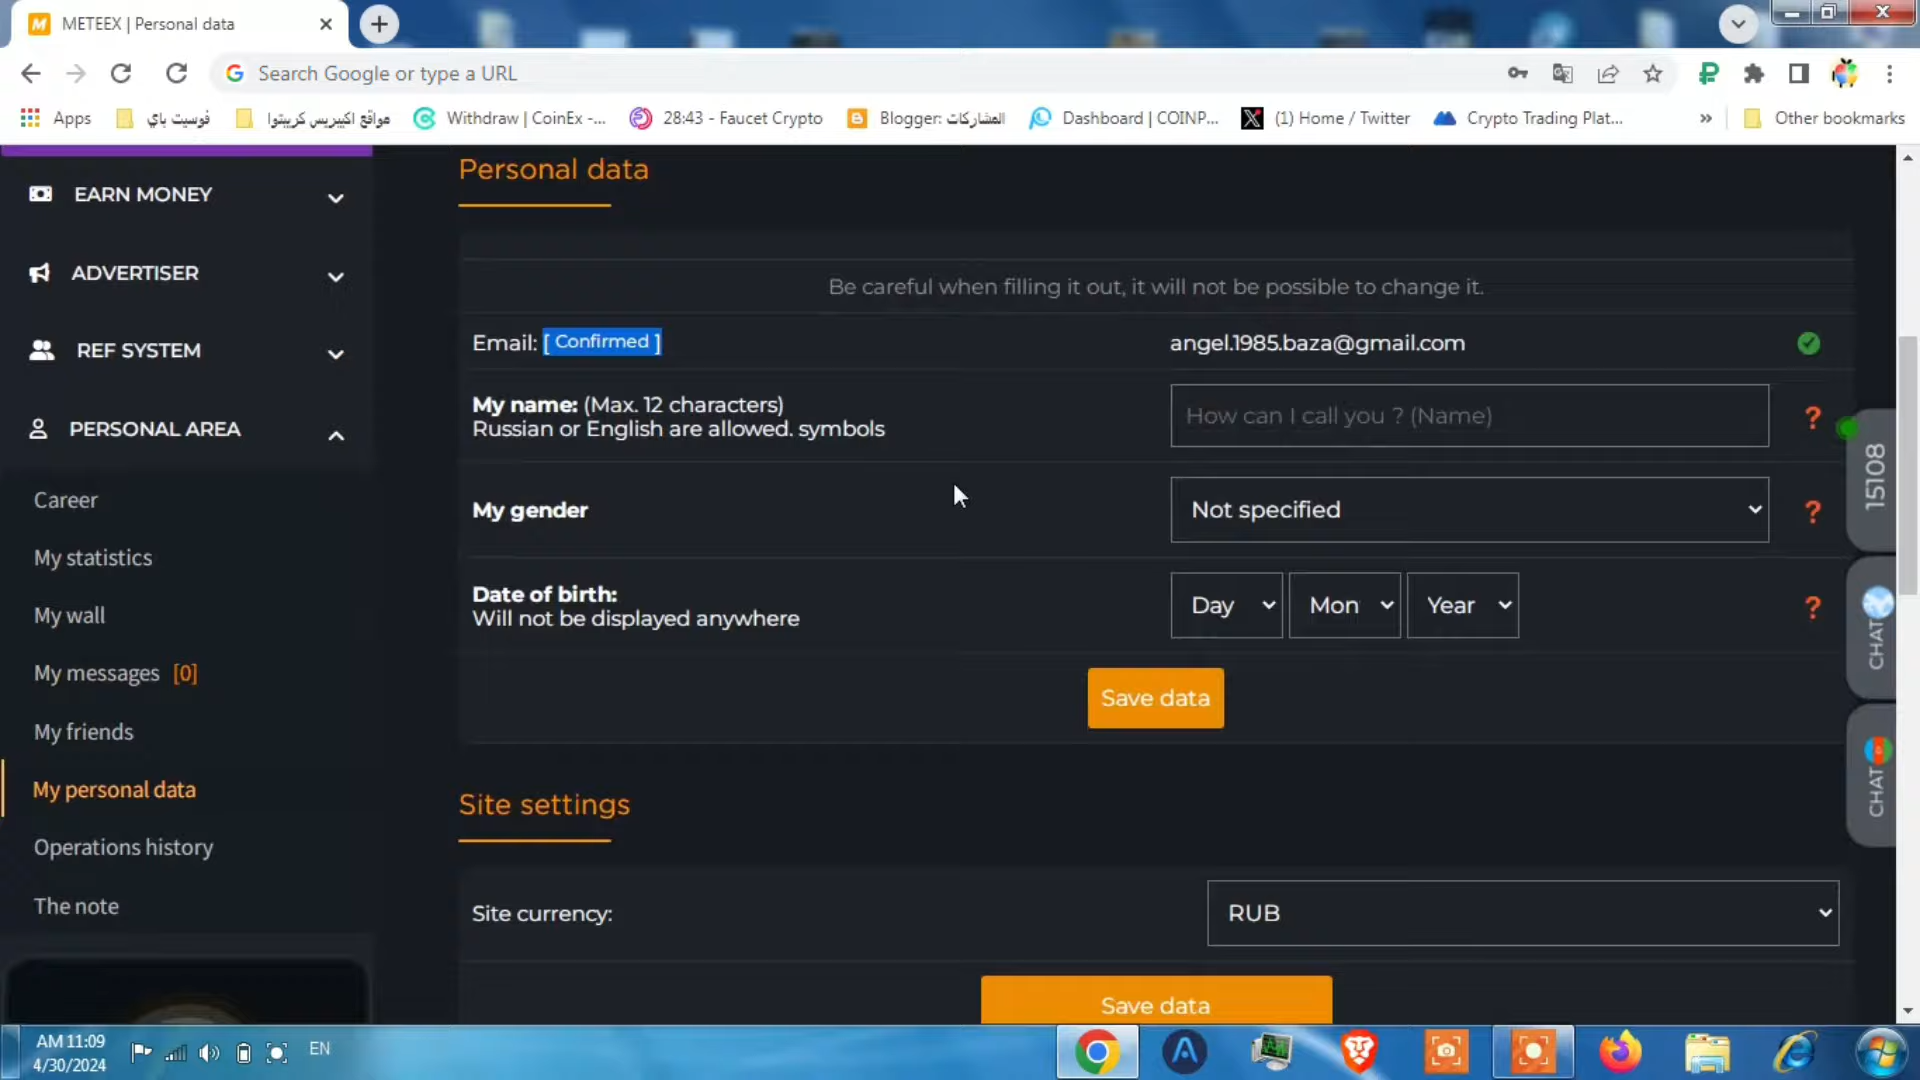 METEEX | Personal data
Search Google or type a URL
Apps
فوسيت باي
مواقع اكبيريس كريبتوا
Withdraw | CoinEx -...
28:43 - Faucet Crypto
Blogger: المشاركات
Dashboard | COINP...
(1) Home / Twitter
Crypto Trading Plat...
»
Other bookmarks
EARN MONEY
ADVERTISER
REF SYSTEM
PERSONAL AREA
Career
My statistics
My wall
My messages [0]
My friends
My personal data
Operations history
The note
Personal data
Be careful when filling it out, it will not be possible to change it.
Email: [ Confirmed ]
angel.1985.baza@gmail.com
My name: (Max. 12 characters)
Russian or English are allowed. symbols
How can I call you ? (Name)
?
My gender
Not specified
?
Date of birth:
Will not be displayed anywhere
Day
Mon
Year
?
Save data
Site settings
Site currency:
RUB
Save data
15108
CHAT
CHAT
AM 11:09
4/30/2024
EN